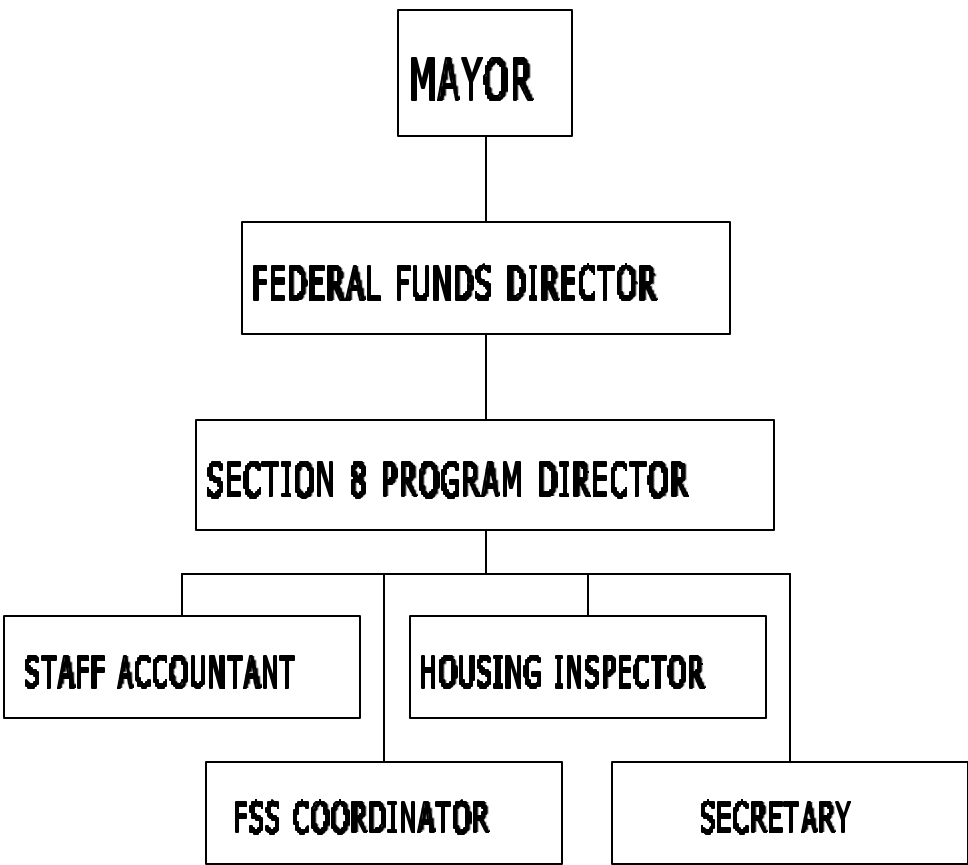 MAYOR
FEDERAL FUNDS DIRECTOR
SECTION 8 PROGRAM DIRECTOR
STAFF ACCOUNTANT
HOUSING INSPECTOR
FSS COORDINATOR
SECRETARY